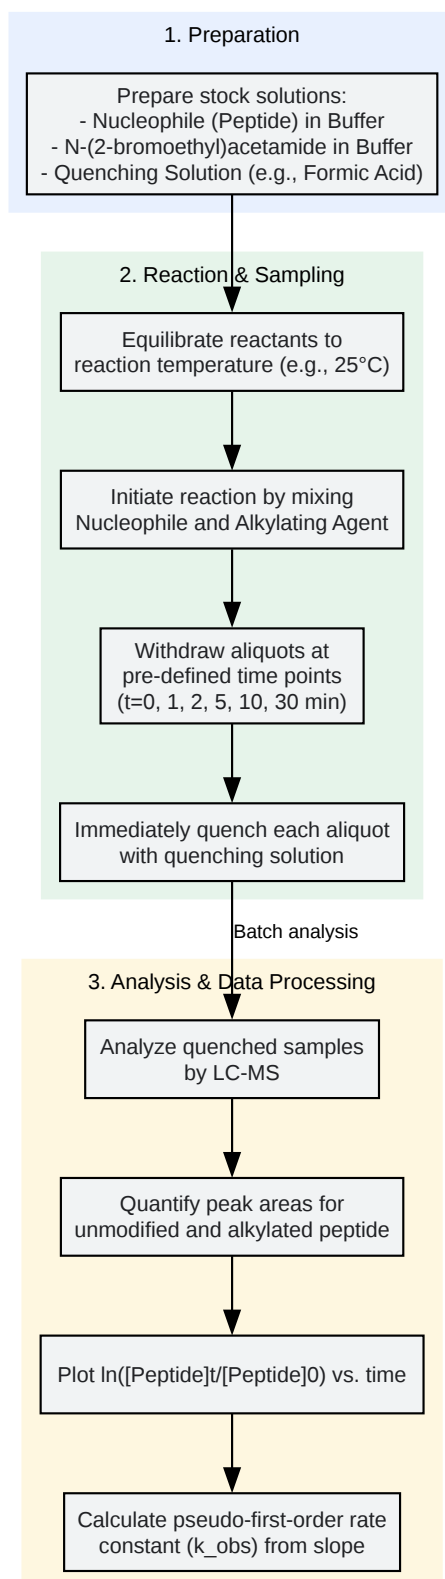 1. Preparation
Prepare stock solutions:
- Nucleophile (Peptide) in Buffer
- N-(2-bromoethyl)acetamide in Buffer
- Quenching Solution (e.g., Formic Acid)
2. Reaction & Sampling
Equilibrate reactants to
reaction temperature (e.g., 25°C)
Initiate reaction by mixing
Nucleophile and Alkylating Agent
Withdraw aliquots at
pre-defined time points
(t=0, 1, 2, 5, 10, 30 min)
Immediately quench each aliquot
with quenching solution
Batch analysis
3. Analysis & Data Processing
Analyze quenched samples
by LC-MS
Quantify peak areas for
unmodified and alkylated peptide
Plot ln([Peptide]t/[Peptide]0) vs. time
Calculate pseudo-first-order rate
constant (k_obs) from slope